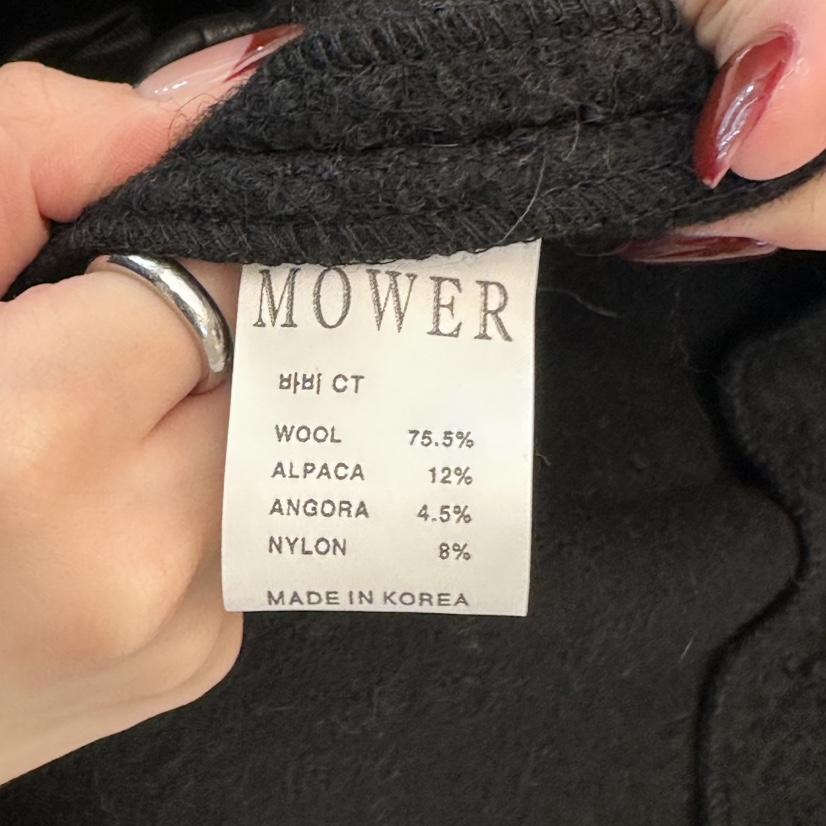 MOWER
바비 CT
WOOL 75.5%
ALPACA 12%
ANGORA 4.5%
NYLON 8%
MADE IN KOREA